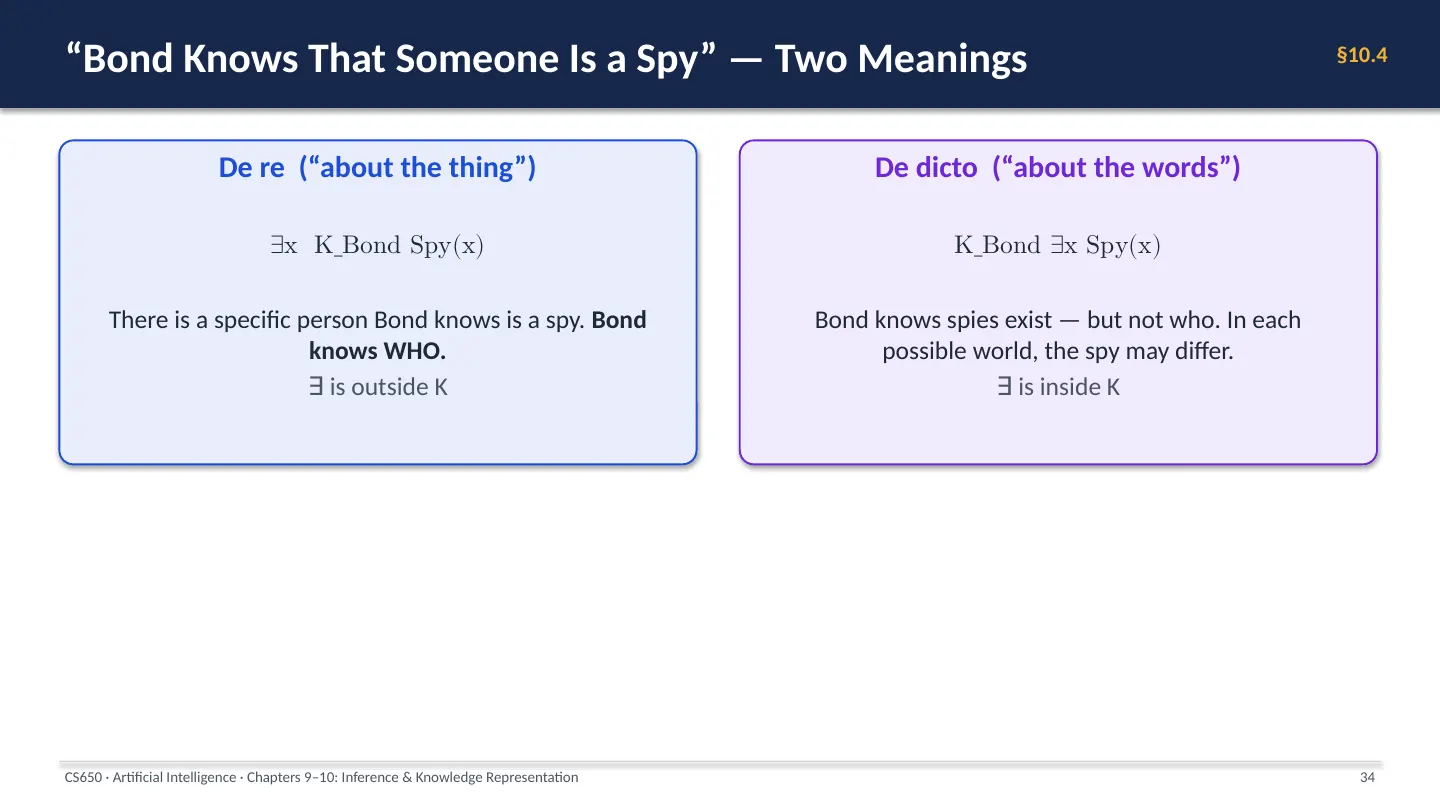 “Bond Knows That Someone Is a Spy” — Two Meanings
§10.4
De re (“about the thing”)
∃x K_Bond Spy(x)
There is a specific person Bond knows is a spy. Bond
knows WHO.
∃ is outside K
De dicto (“about the words”)
K_Bond ∃x Spy(x)
Bond knows spies exist — but not who. In each
possible world, the spy may differ.
∃ is inside K
CS650 · Artificial Intelligence · Chapters 9–10: Inference & Knowledge Representation
34